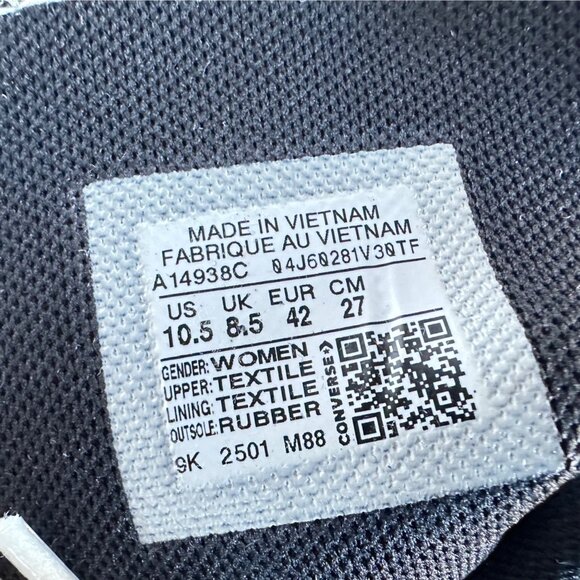 MADE IN VIETNAM
FABRIQUE AU VIETNAM
A14938C 04J60281V30TF
US UK EUR CM
10.5 8.5 42 27
GENDER: WOMEN
UPPER: TEXTILE
LINING: TEXTILE
OUTSOLE: RUBBER
9K 2501 M88
CONVERSE